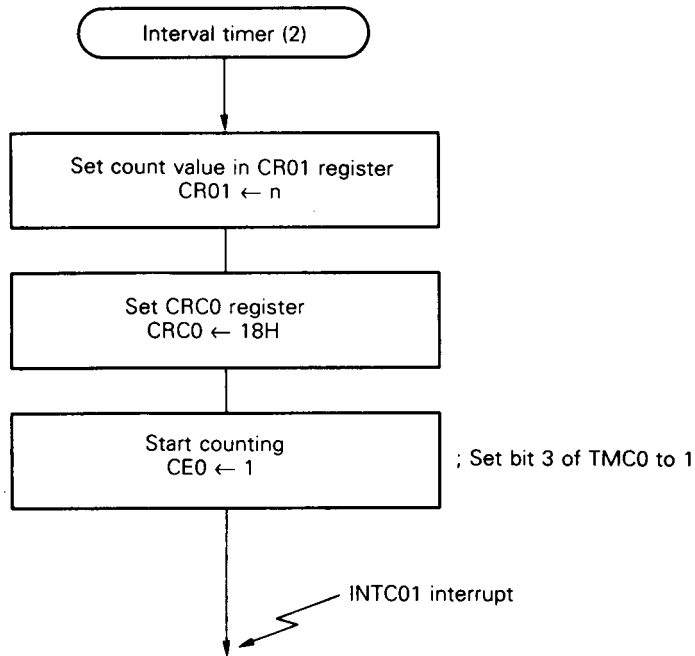 Interval timer (2)
Set count value in CR01 register
CR01 ← n
Set CRC0 register
CRC0 ← 18H
Start counting
CE0 ← 1
; Set bit 3 of TMC0 to 1
INTC01 interrupt